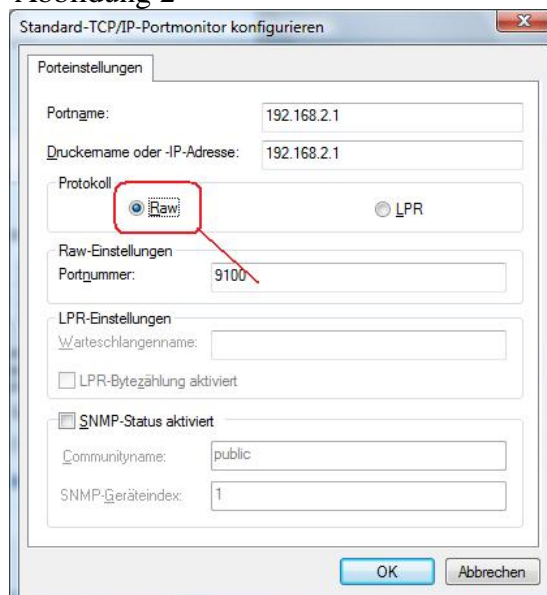 Abbildung 2
Standard-TCP/IP-Portmonitor konfigurieren
Porteinstellungen
Portname: 192.168.2.1
Druckername oder -IP-Adresse: 192.168.2.1
Protokoll
Raw LPR
Raw-Einstellungen
Portnummer: 9100
LPR-Einstellungen
Warteschlangenname:
LPR-Bytezählung aktiviert
SNMP-Status aktiviert
Communityname: public
SNMP-Geräteindex: 1
OK Abbrechen